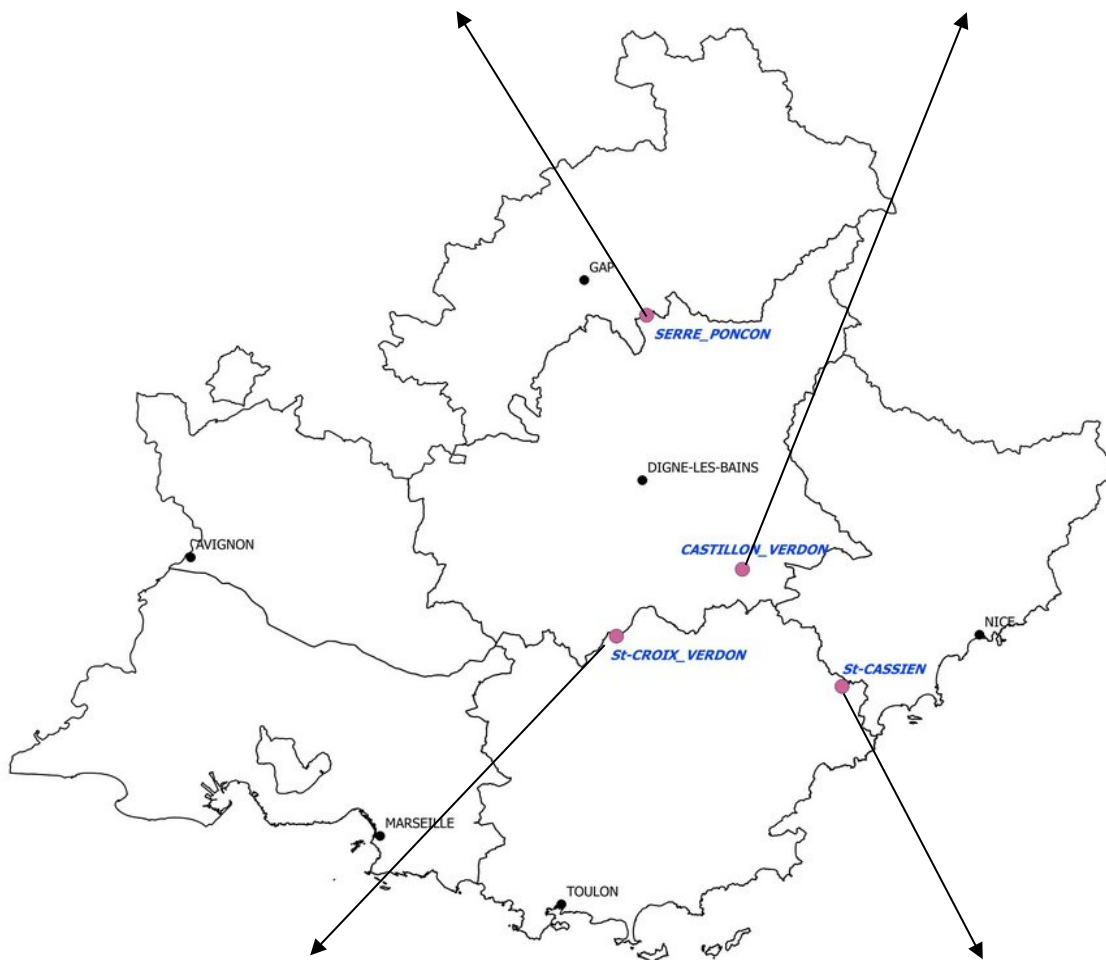 GAP
SERRE_PONCON
DIGNE-LES-BAINS
AVIGNON
CASTILLON_VERDON
NICE
St-CROIX_VERDON
St-CASSIEN
MARSEILLE
TOULON